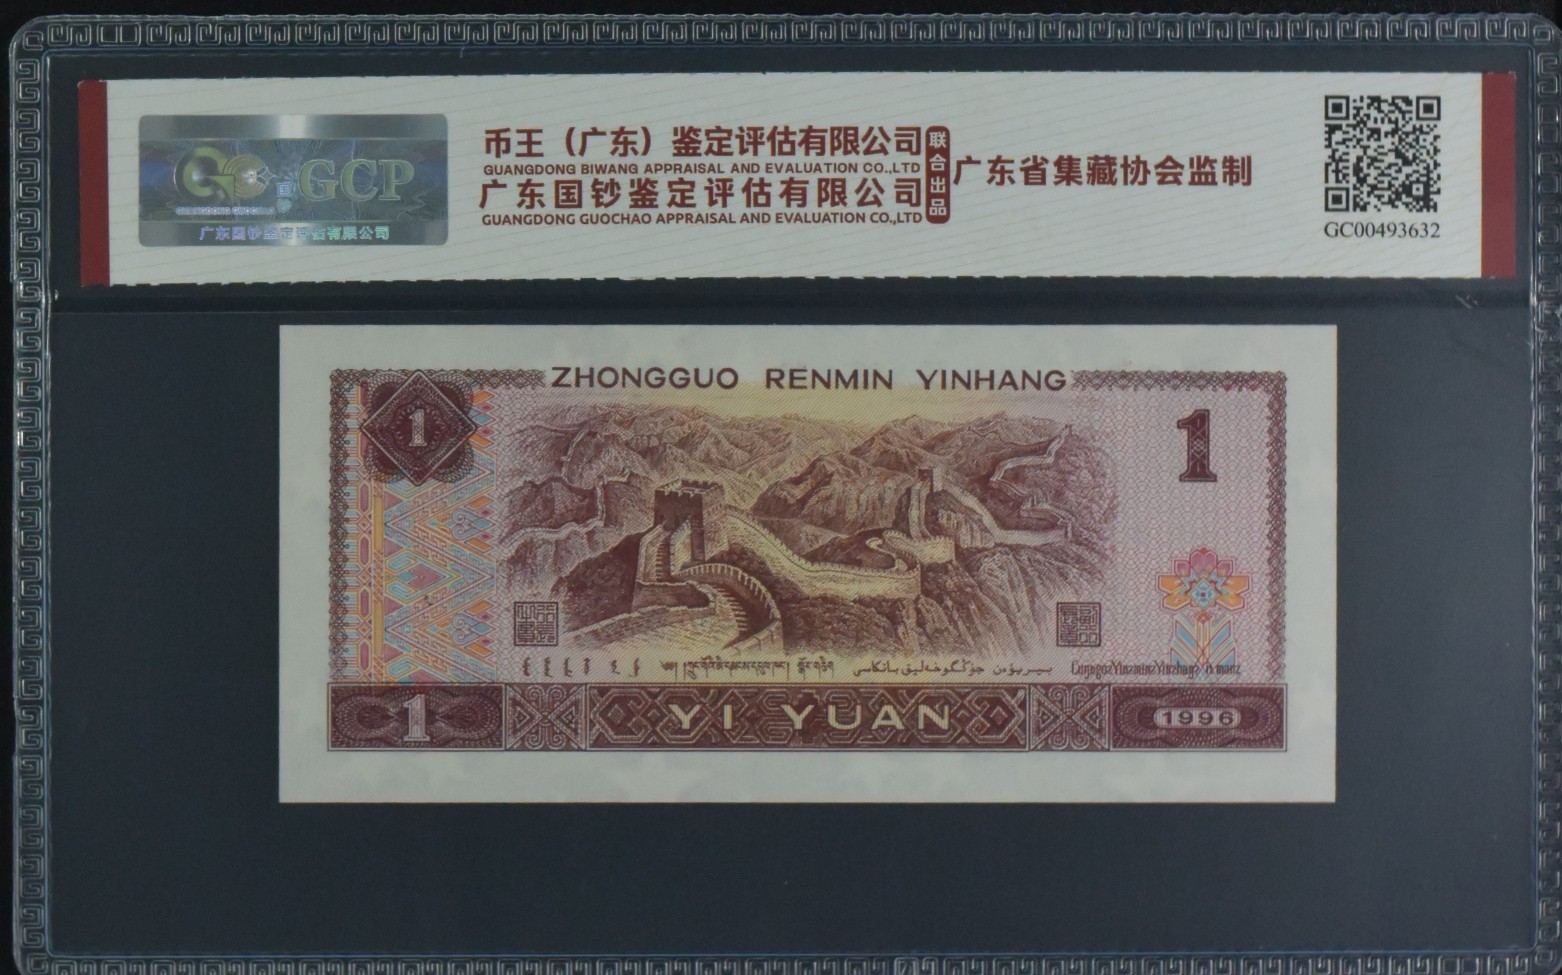 GCP
广东国钞鉴定评估有限公司
币王（广东）鉴定评估有限公司
GUANGDONG BIWANG APPRAISAL AND EVALUATION CO.,LTD
广东国钞鉴定评估有限公司
GUANGDONG GUOCHAO APPRAISAL AND EVALUATION CO.,LTD
联合出品
广东省集藏协会监制
GC00493632
ZHONGGUO RENMIN YINHANG
1
1
1
YI YUAN
1996